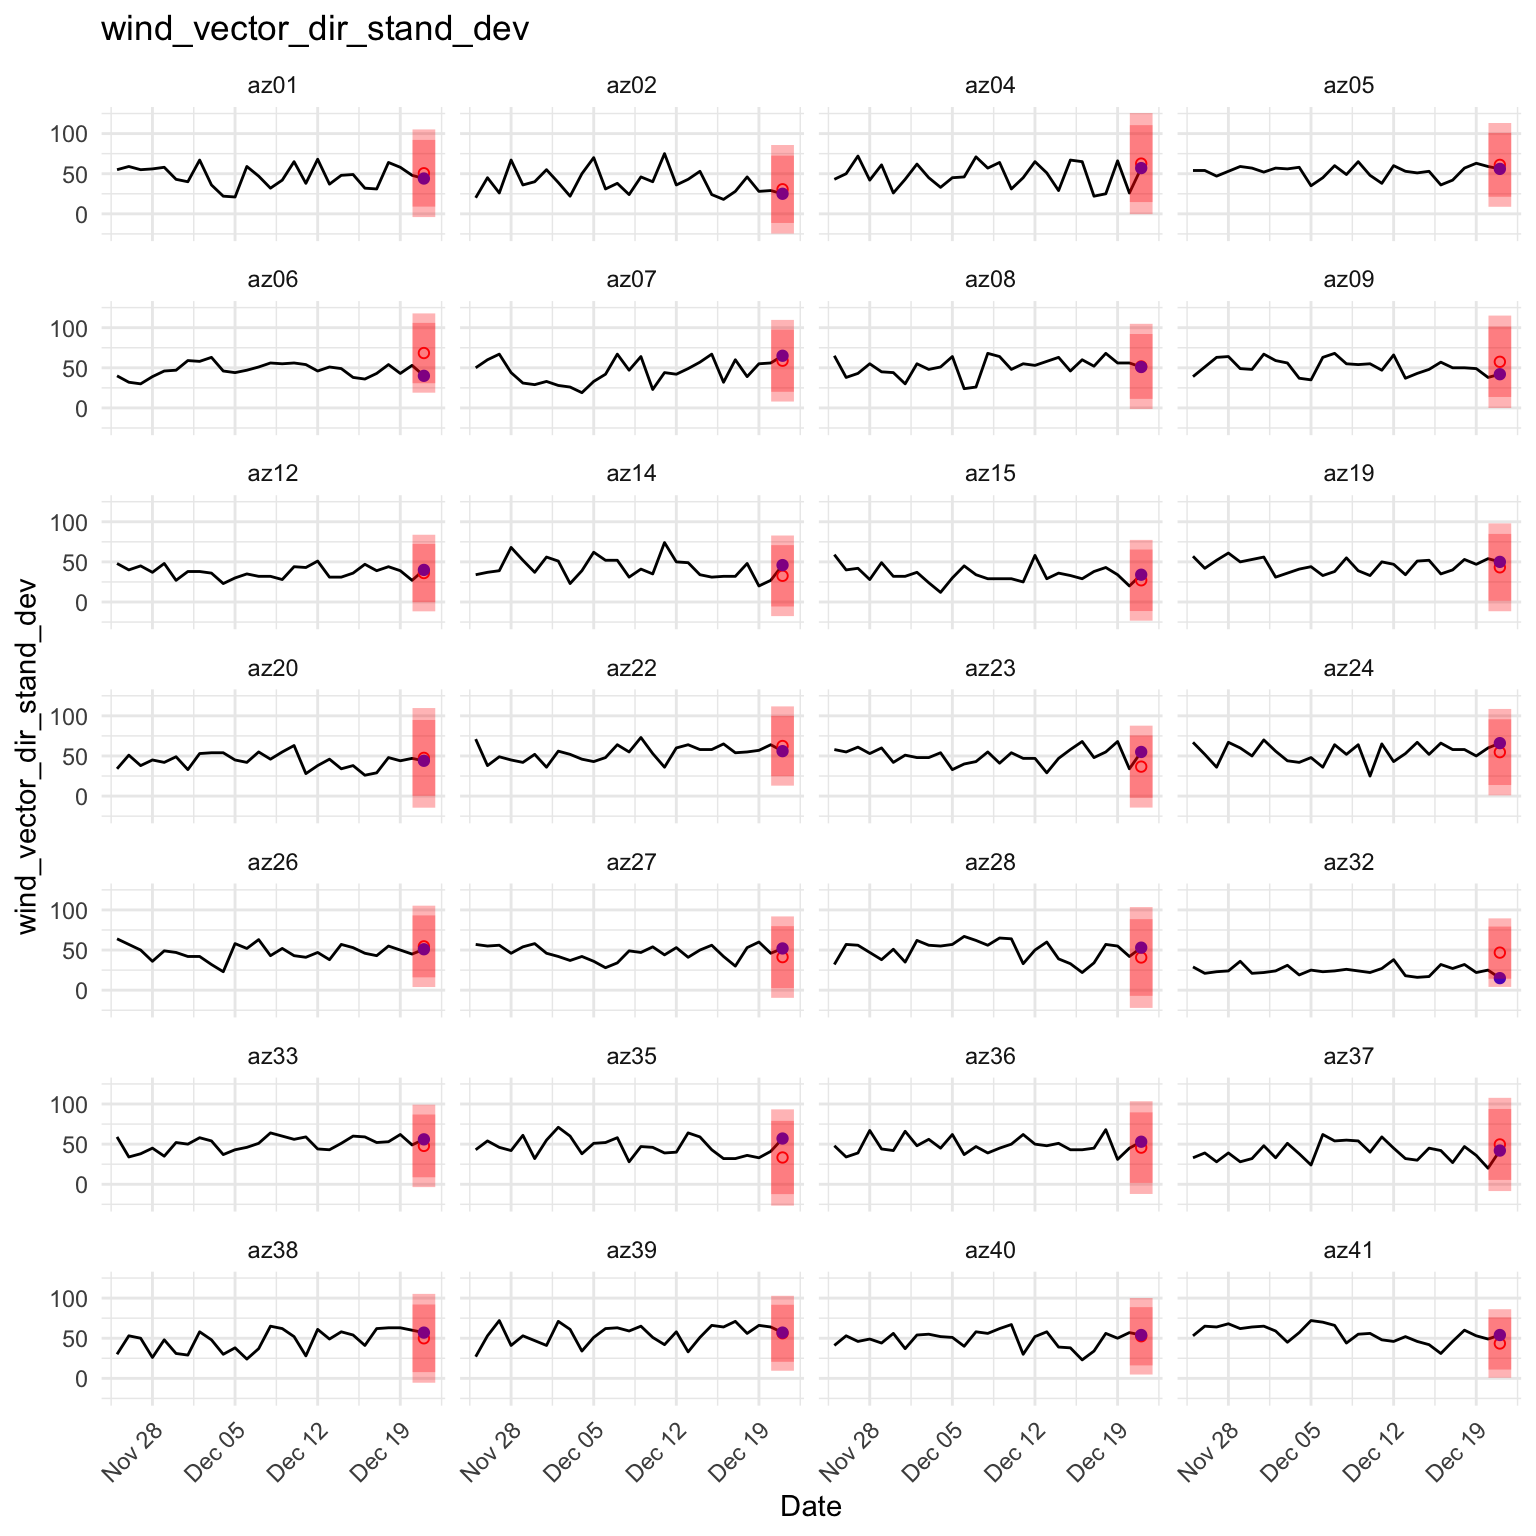 wind_vector_dir_stand_dev
az01 az02 az04 az05
100
50
0
az06 az07 az08 az09
100
50
0
az12 az14 az15 az19
100
50
0
az20 az22 az23 az24
100
50
0
az26 az27 az28 az32
100
50
0
az33 az35 az36 az37
100
50
0
az38 az39 az40 az41
100
50
0
wind_vector_dir_stand_dev
Nov 28 Dec 05 Dec 12 Dec 19 Nov 28 Dec 05 Dec 12 Dec 19 Nov 28 Dec 05 Dec 12 Dec 19 Nov 28 Dec 05 Dec 12 Dec 19
Date